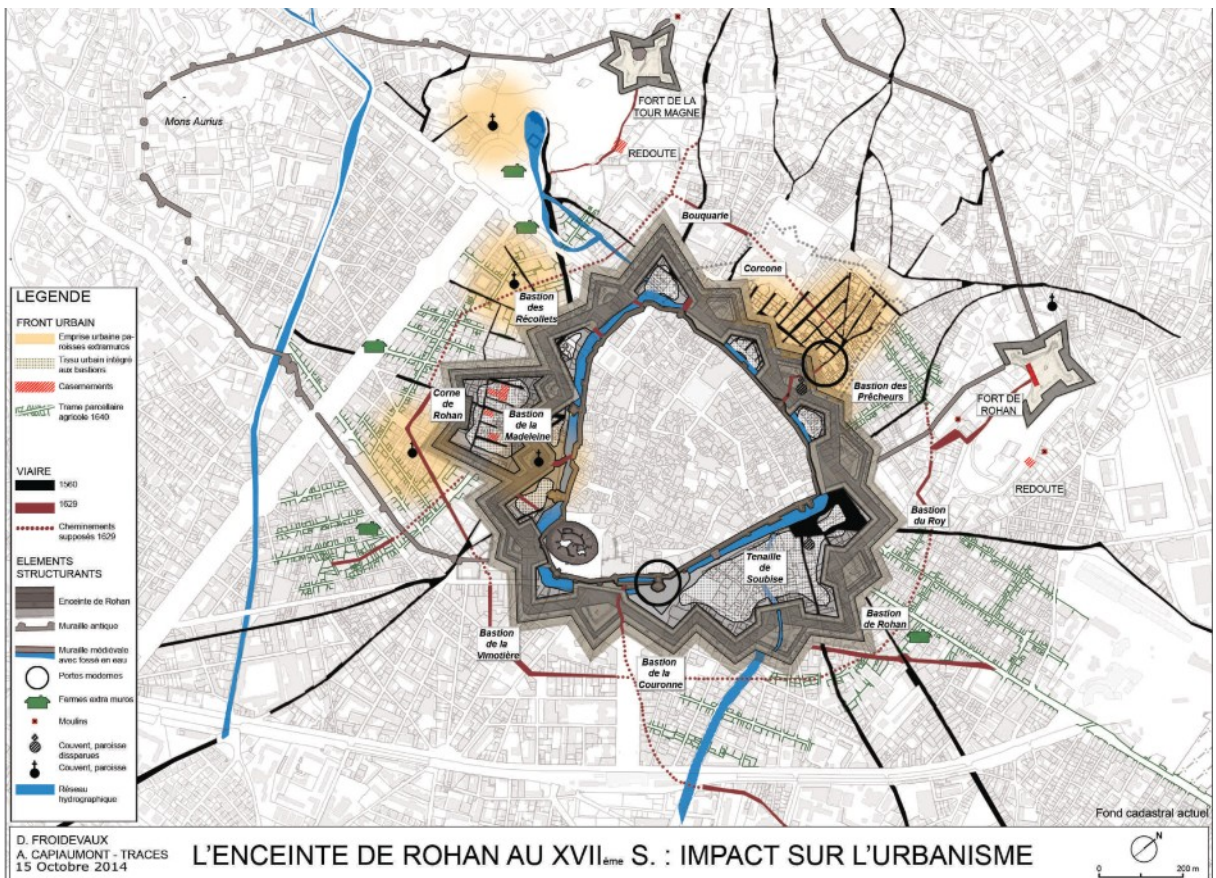 Mons Aurius
FORT DE LA
TOUR MAGNE
REDOUTE
Bouquarie
Corcone
Bastion
des
Récollets
Corne
de
Rohan
Bastion
de la
Madeleine
Bastion des
Prêcheurs
FORT DE
ROHAN
REDOUTE
Bastion
du Roy
Tenaille
de
Soubise
Bastion
de Rohan
Bastion
de la
Vimotière
Bastion
de la
Couronne
LEGENDE
FRONT URBAIN
Emprise urbaine pa-
roisses extramuros
Tissu urbain intégré
aux bastions
Casernements
Trame parcellaire
agricole 1640
VIAIRE
1560
1629
Cheminements
supposés 1629
ELEMENTS
STRUCTURANTS
Enceinte de Rohan
Muraille antique
Muraille médiévale
avec fossé en eau
Portes modernes
Fermes extra muros
Moulins
Couvent, paroisse
disparues
Couvent, paroisse
Réseau
hydrographique
Fond cadastral actuel
D. FROIDEVAUX
A. CAPIAUMONT - TRACES
15 Octobre 2014
L'ENCEINTE DE ROHAN AU XVIIème S. : IMPACT SUR L'URBANISME
N
0 200 m